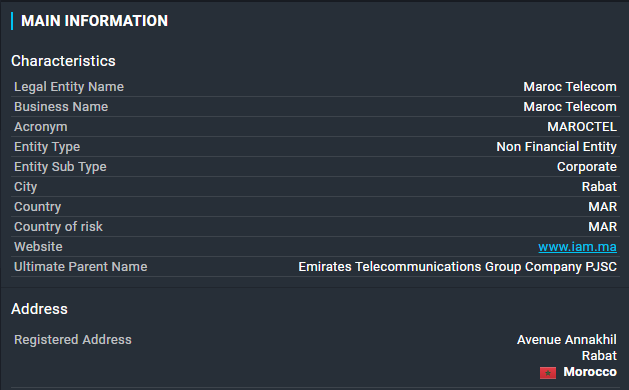 MAIN INFORMATION
Characteristics
Legal Entity Name Maroc Telecom
Business Name Maroc Telecom
Acronym MAROCTEL
Entity Type Non Financial Entity
Entity Sub Type Corporate
City Rabat
Country MAR
Country of risk MAR
Website www.iam.ma
Ultimate Parent Name Emirates Telecommunications Group Company PJSC
Address
Registered Address Avenue Annakhil
Rabat
Morocco